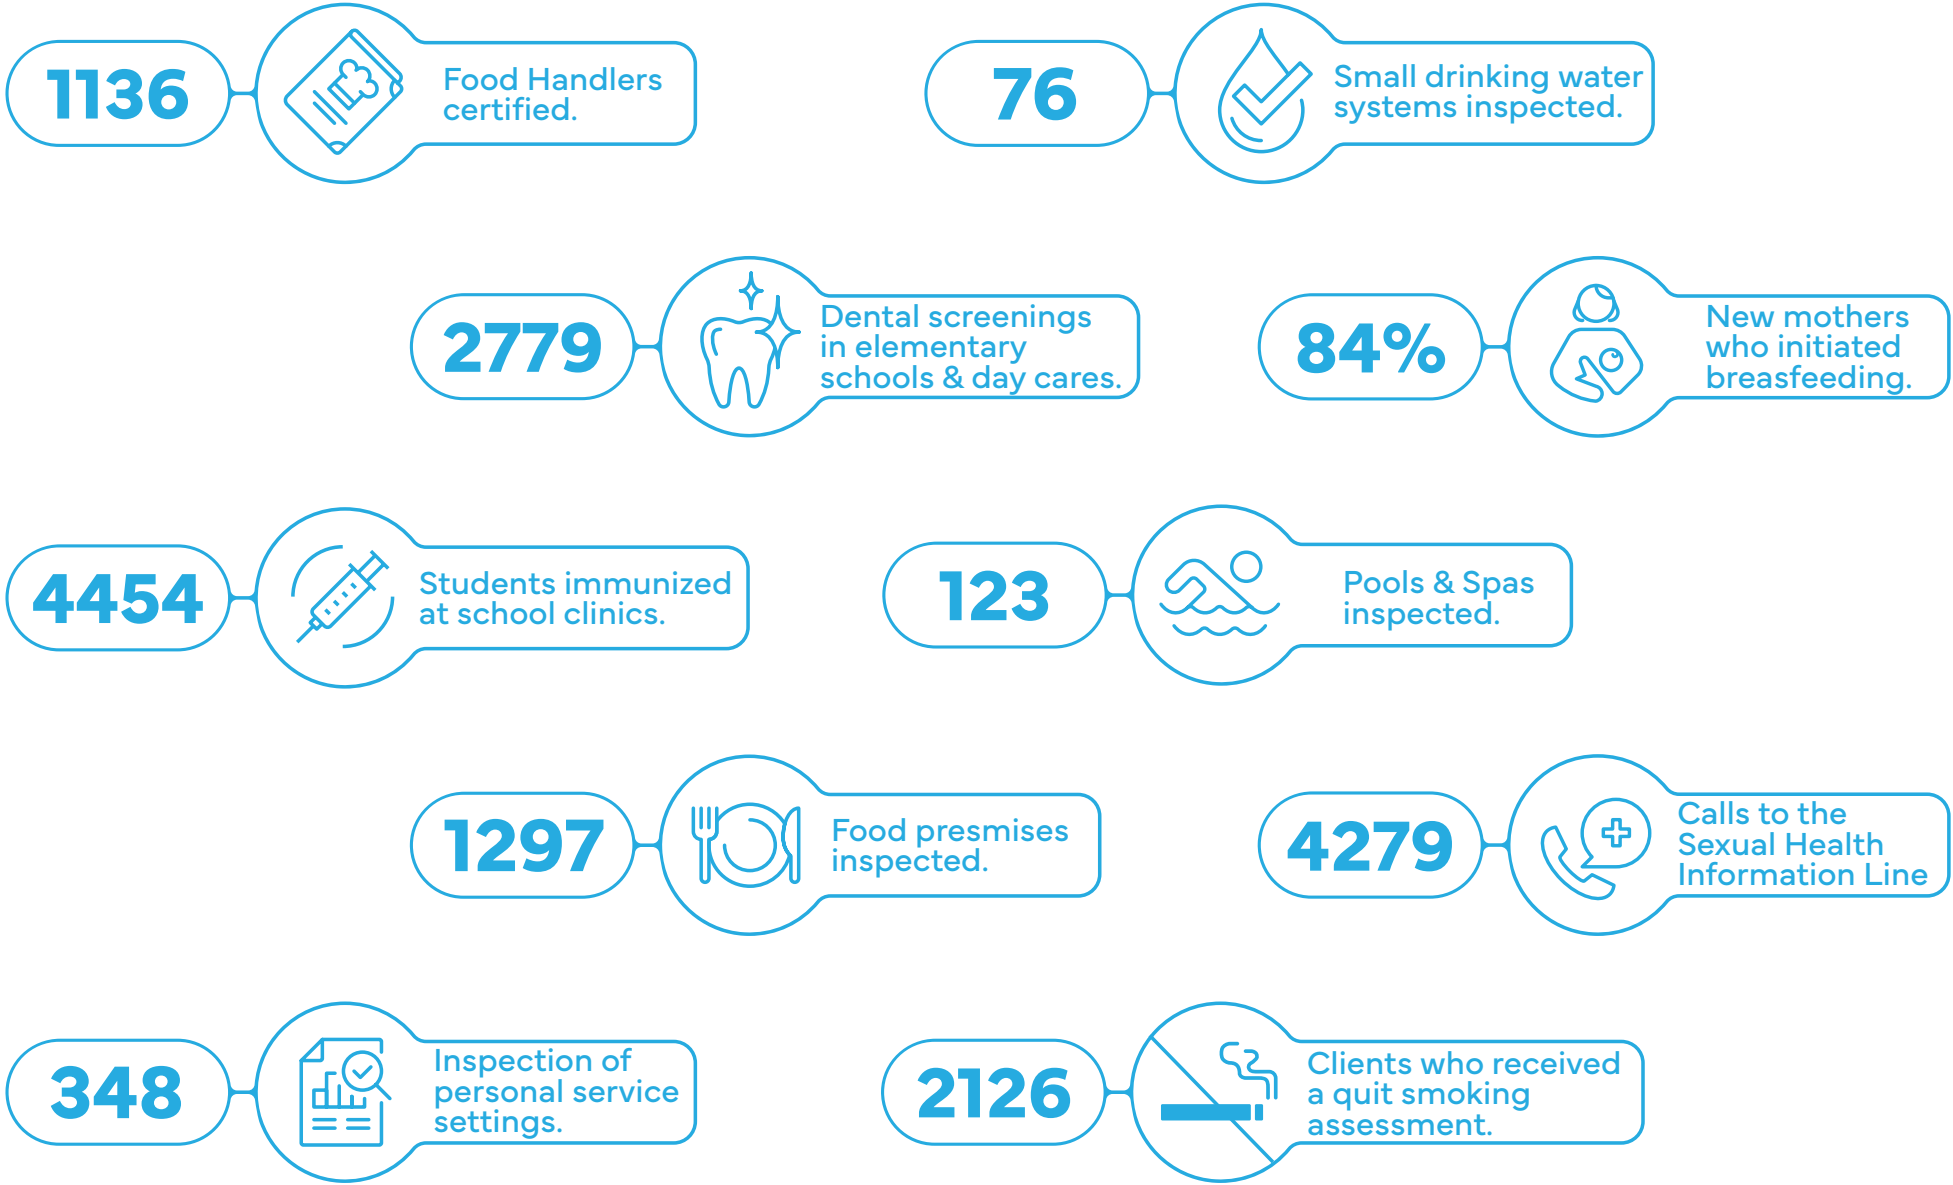 1136
Food Handlers
certified.
76
Small drinking water
systems inspected.
2779
Dental screenings
in elementary
schools & day cares.
84%
New mothers
who initiated
breasfeeding.
4454
Students immunized
at school clinics.
123
Pools & Spas
inspected.
1297
Food presmises
inspected.
4279
Calls to the
Sexual Health
Information Line
348
Inspection of
personal service
settings.
2126
Clients who received
a quit smoking
assessment.